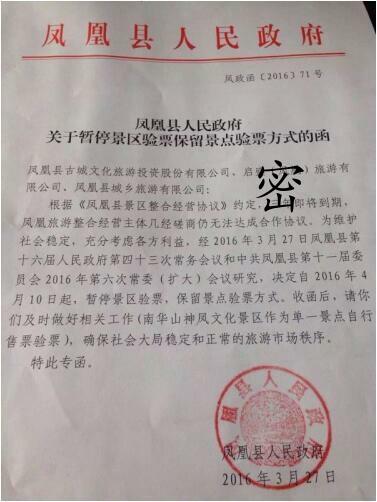 凤凰县人民政府
凤政函〔2016〕71号
凤凰县人民政府
关于暂停景区验票保留景点验票方式的函
凤凰县古城文化旅游投资股份有限公司、启凤 旅游有
限公司、凤凰县城乡旅游有限公司:
根据《凤凰县景区整合经营协议》约定, 年即将到期,
凤凰旅游整合经营主体几经磋商仍无法达成合作协议。为维护
社会稳定,充分考虑各方利益,经2016年3月27日凤凰县第
十六届人民政府第四十三次常务会议和中共凤凰县第十一届委
员会2016年第六次常委(扩大)会议研究,决定自2016年4
月10日起,暂停景区验票,保留景点验票方式。收函后,请你
们及时做好相关工作(南华山神凤文化景区作为单一景点自行
售票验票),确保社会大局稳定和正常的旅游市场秩序。
特此专函。
密
凤凰县人民政府
凤凰县人民政府
2016年3月27日